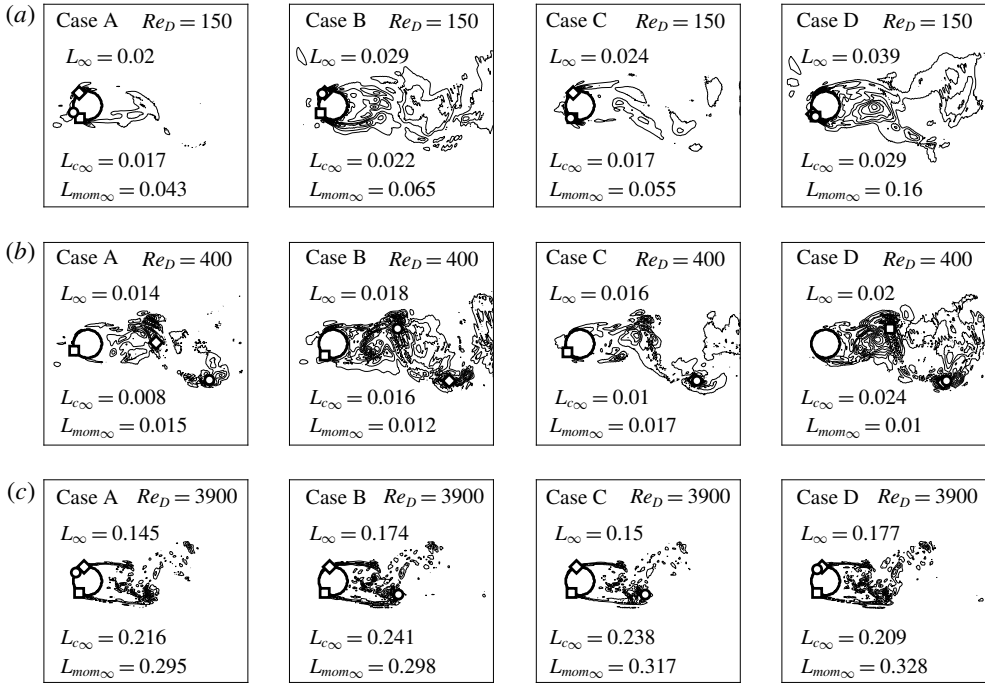 (a) Case A Re_D = 150 Case B Re_D = 150 Case C Re_D = 150 Case D Re_D = 150
L_∞ = 0.02 L_∞ = 0.029 L_∞ = 0.024 L_∞ = 0.039
L_c∞ = 0.017 L_c∞ = 0.022 L_c∞ = 0.017 L_c∞ = 0.029
L_mom∞ = 0.043 L_mom∞ = 0.065 L_mom∞ = 0.055 L_mom∞ = 0.16
(b) Case A Re_D = 400 Case B Re_D = 400 Case C Re_D = 400 Case D Re_D = 400
L_∞ = 0.014 L_∞ = 0.018 L_∞ = 0.016 L_∞ = 0.02
L_c∞ = 0.008 L_c∞ = 0.016 L_c∞ = 0.01 L_c∞ = 0.024
L_mom∞ = 0.015 L_mom∞ = 0.012 L_mom∞ = 0.017 L_mom∞ = 0.01
(c) Case A Re_D = 3900 Case B Re_D = 3900 Case C Re_D = 3900 Case D Re_D = 3900
L_∞ = 0.145 L_∞ = 0.174 L_∞ = 0.15 L_∞ = 0.177
L_c∞ = 0.216 L_c∞ = 0.241 L_c∞ = 0.238 L_c∞ = 0.209
L_mom∞ = 0.295 L_mom∞ = 0.298 L_mom∞ = 0.317 L_mom∞ = 0.328